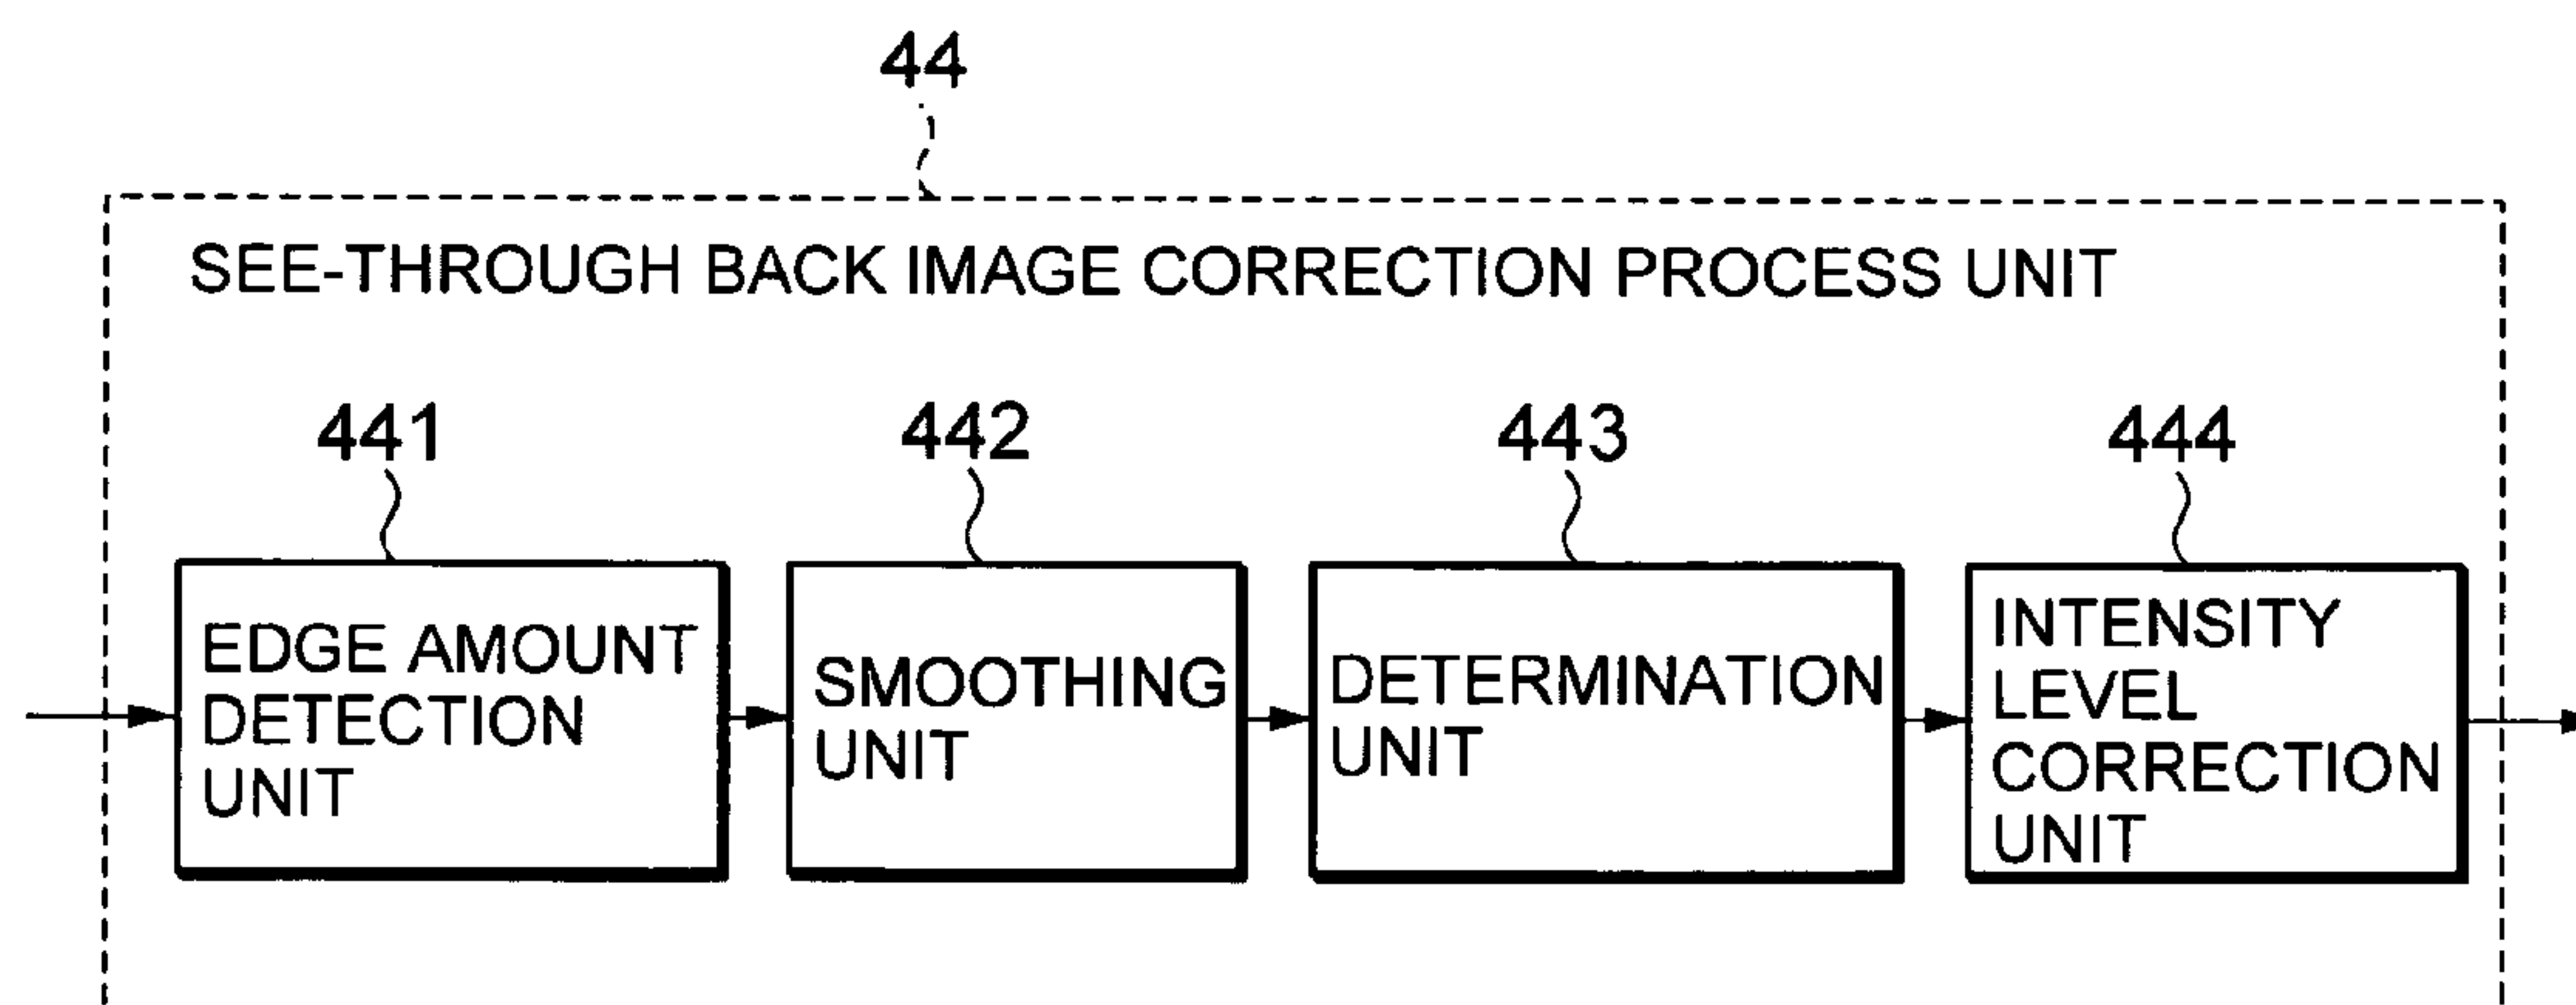 44
SEE-THROUGH BACK IMAGE CORRECTION PROCESS UNIT
441
442
443
444
EDGE AMOUNT
DETECTION
UNIT
SMOOTHING
UNIT
DETERMINATION
UNIT
INTENSITY
LEVEL
CORRECTION
UNIT